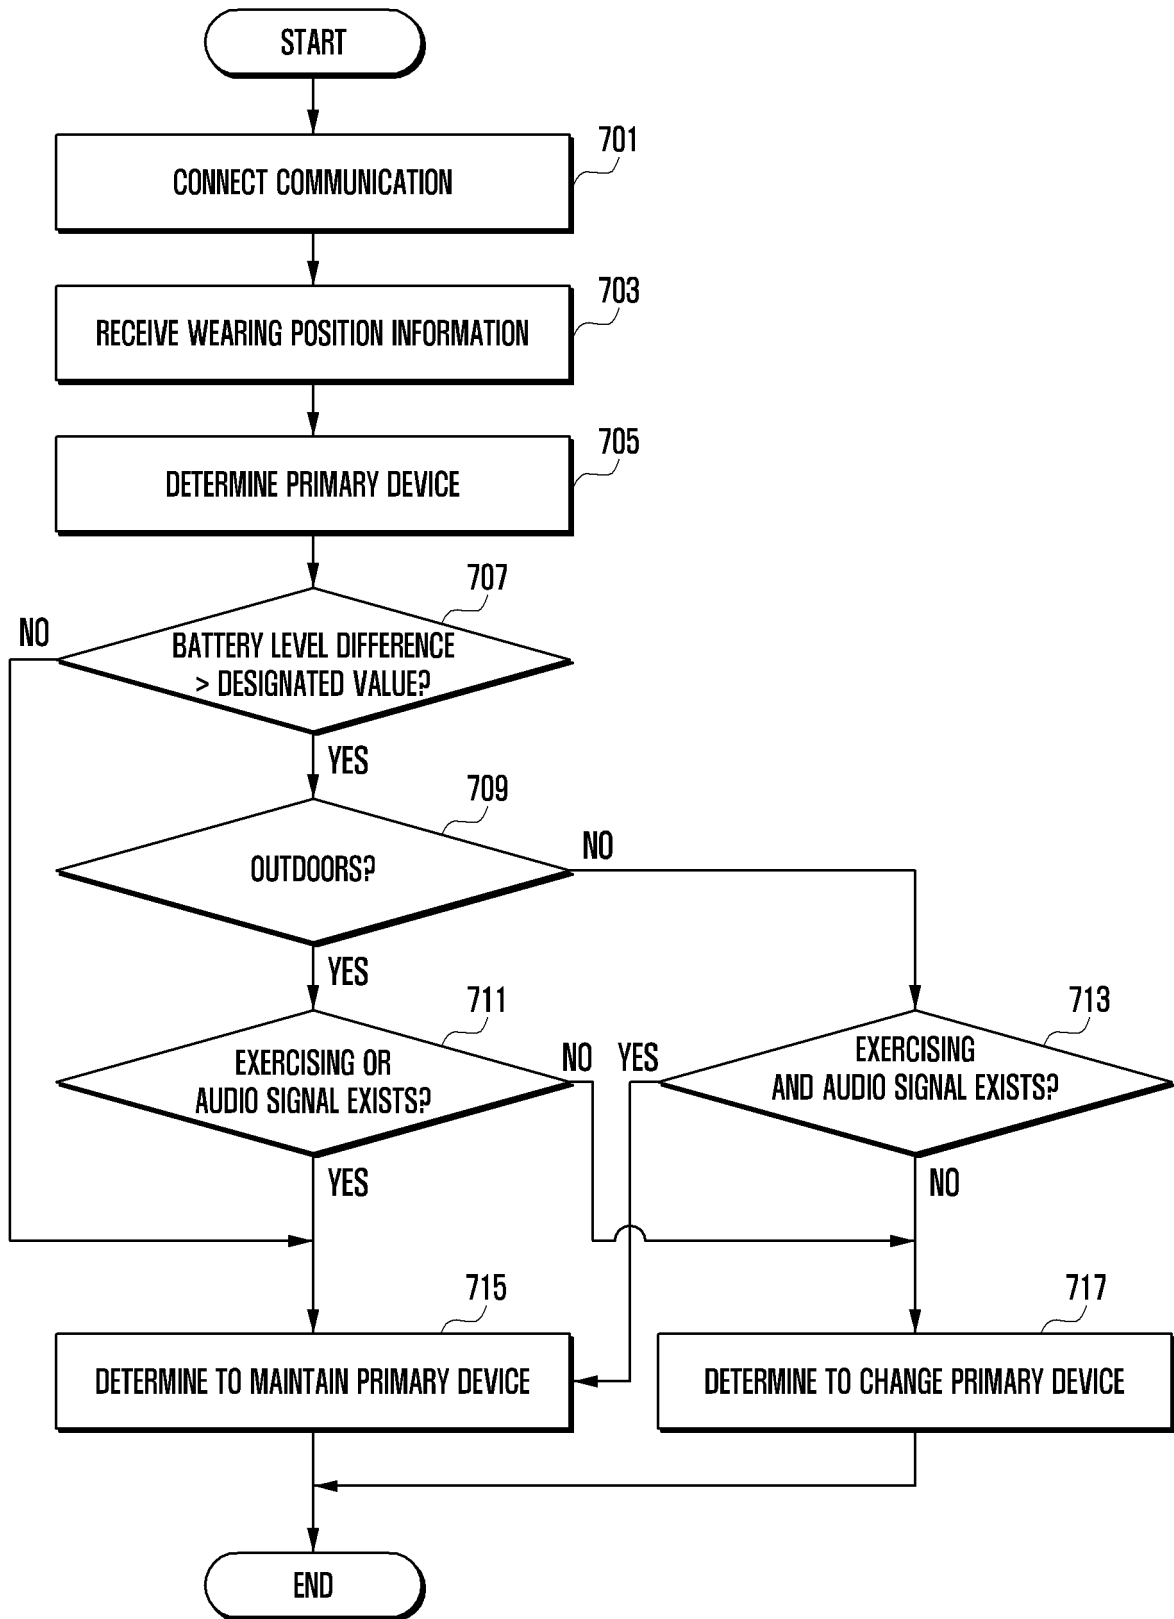 START
701
CONNECT COMMUNICATION
703
RECEIVE WEARING POSITION INFORMATION
705
DETERMINE PRIMARY DEVICE
707
NO
BATTERY LEVEL DIFFERENCE
> DESIGNATED VALUE?
YES
709
NO
OUTDOORS?
YES
711
713
EXERCISING OR
AUDIO SIGNAL EXISTS?
NO
YES
EXERCISING
AND AUDIO SIGNAL EXISTS?
YES
NO
715
717
DETERMINE TO MAINTAIN PRIMARY DEVICE
DETERMINE TO CHANGE PRIMARY DEVICE
END